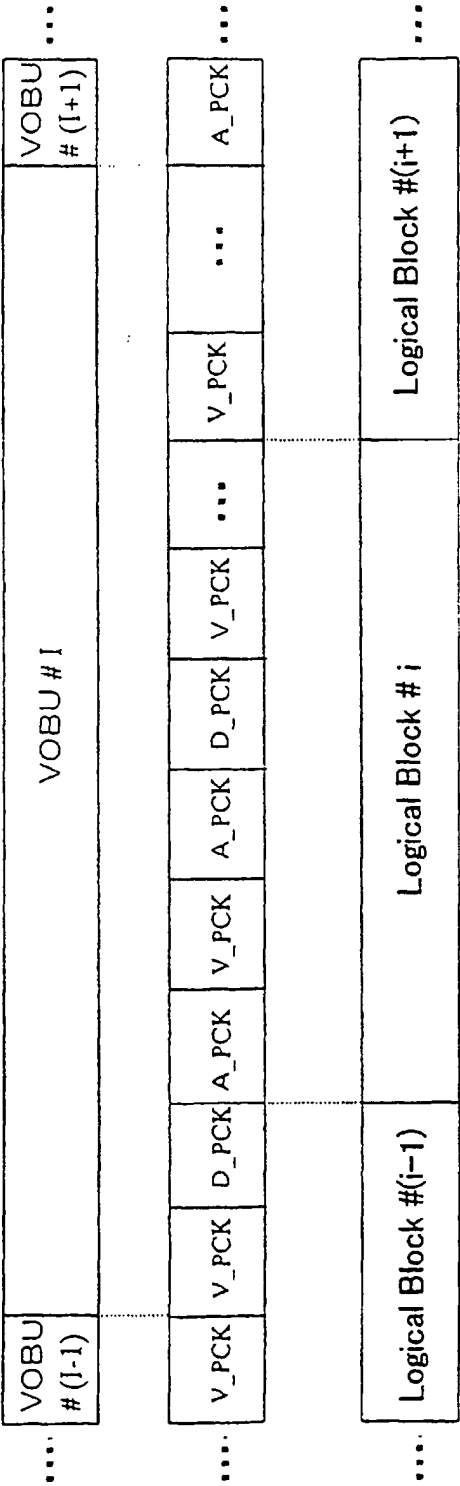 .... VOBU # (I-1) VOBU # I VOBU # (I+1) ...
.... V_PCK V_PCK D_PCK A_PCK V_PCK A_PCK D_PCK V_PCK ... V_PCK ... A_PCK ...
.... Logical Block #(i-1) Logical Block # i Logical Block #(i+1) ...